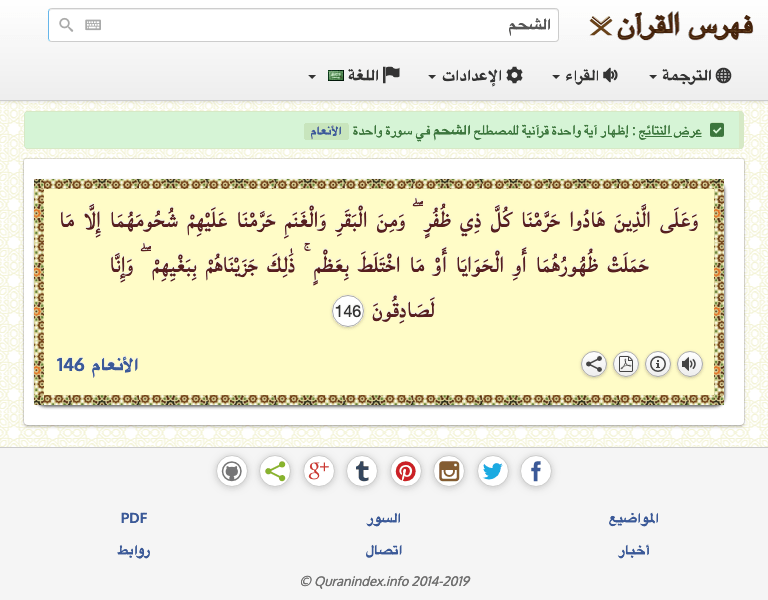 فهرس القرآن
الشحم
الترجمة
القراء
الإعدادات
اللغة
عرض النتائج : إظهار آية واحدة قرآنية للمصطلح الشحم في سورة واحدة الأنعام
وَعَلَى الَّذِينَ هَادُوا حَرَّمْنَا كُلَّ ذِي ظُفُرٍ ۖ وَمِنَ الْبَقَرِ وَالْغَنَمِ حَرَّمْنَا عَلَيْهِمْ شُحُومَهُمَا إِلَّا مَا
حَمَلَتْ ظُهُورُهُمَا أَوِ الْحَوَايَا أَوْ مَا اخْتَلَطَ بِعَظْمٍ ۚ ذَٰلِكَ جَزَيْنَاهُمْ بِبَغْيِهِمْ ۖ وَإِنَّا
لَصَادِقُونَ 146
الأنعام 146
المواضيع
السور
PDF
أخبار
اتصال
روابط
© Quranindex.info 2014-2019